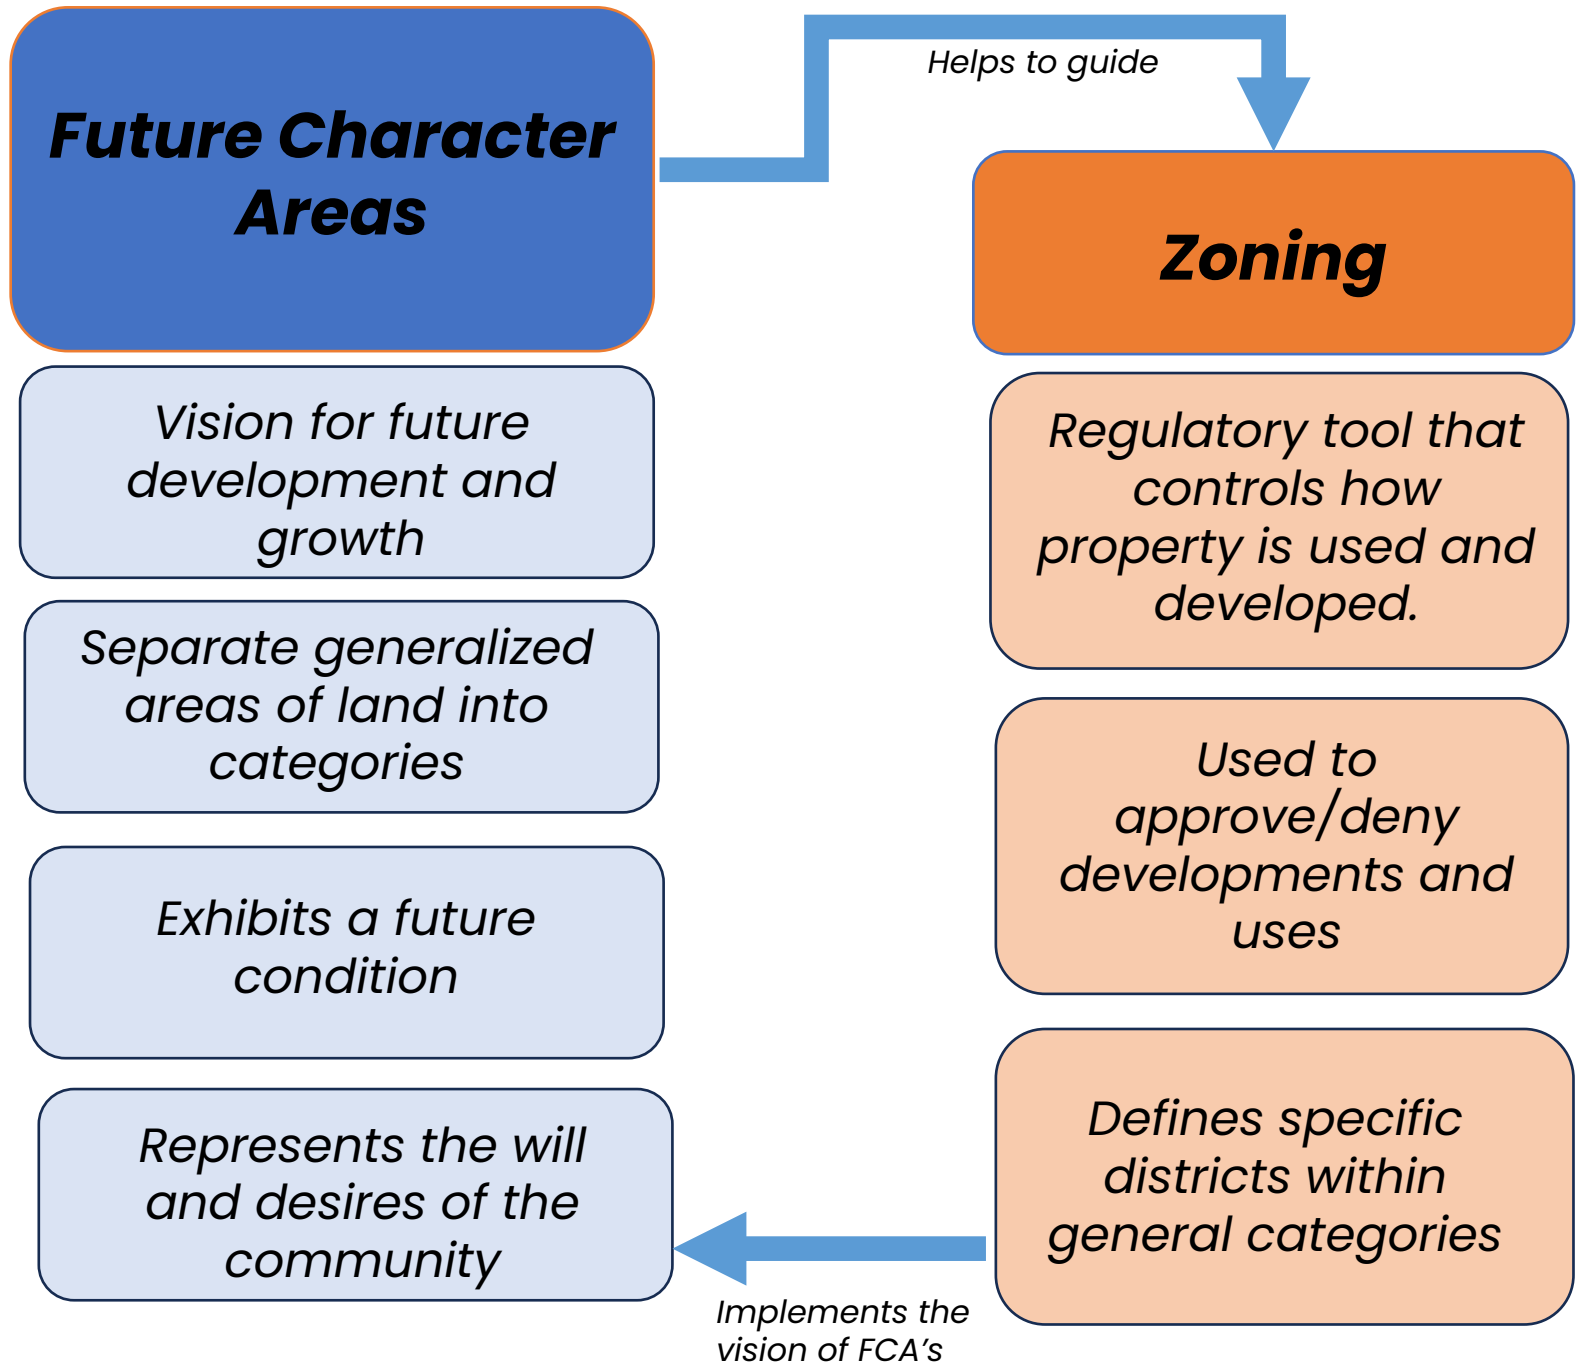 Future Character
Areas
Helps to guide
Zoning
Vision for future
development and
growth
Separate generalized
areas of land into
categories
Exhibits a future
condition
Represents the will
and desires of the
community
Regulatory tool that
controls how
property is used and
developed.
Used to
approve/deny
developments and
uses
Defines specific
districts within
general categories
Implements the
vision of FCA’s